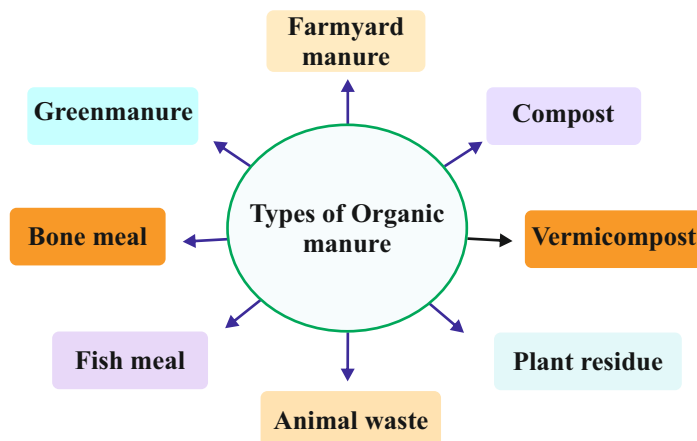 Farmyard
manure
Greenmanure
Compost
Types of Organic
manure
Bone meal
Vermicompost
Fish meal
Plant residue
Animal waste